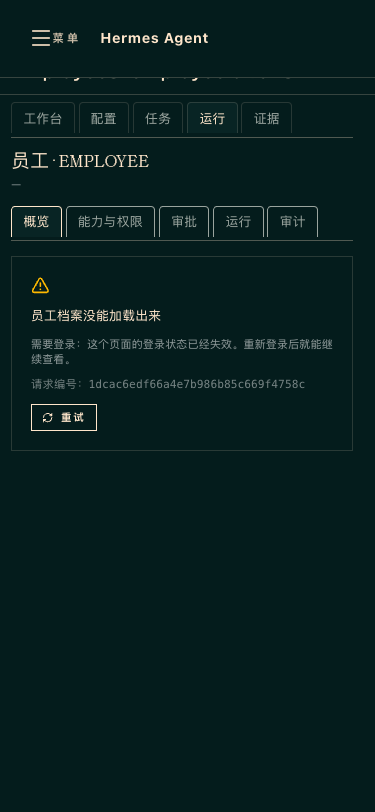 菜单
Hermes Agent
工作台
配置
任务
运行
证据
员工 · EMPLOYEE
—
概览
能力与权限
审批
运行
审计
员工档案没能加载出来
需要登录：这个页面的登录状态已经失效。重新登录后就能继
续查看。
请求编号：1dcac6edf66a4e7b986b85c669f4758c
重试